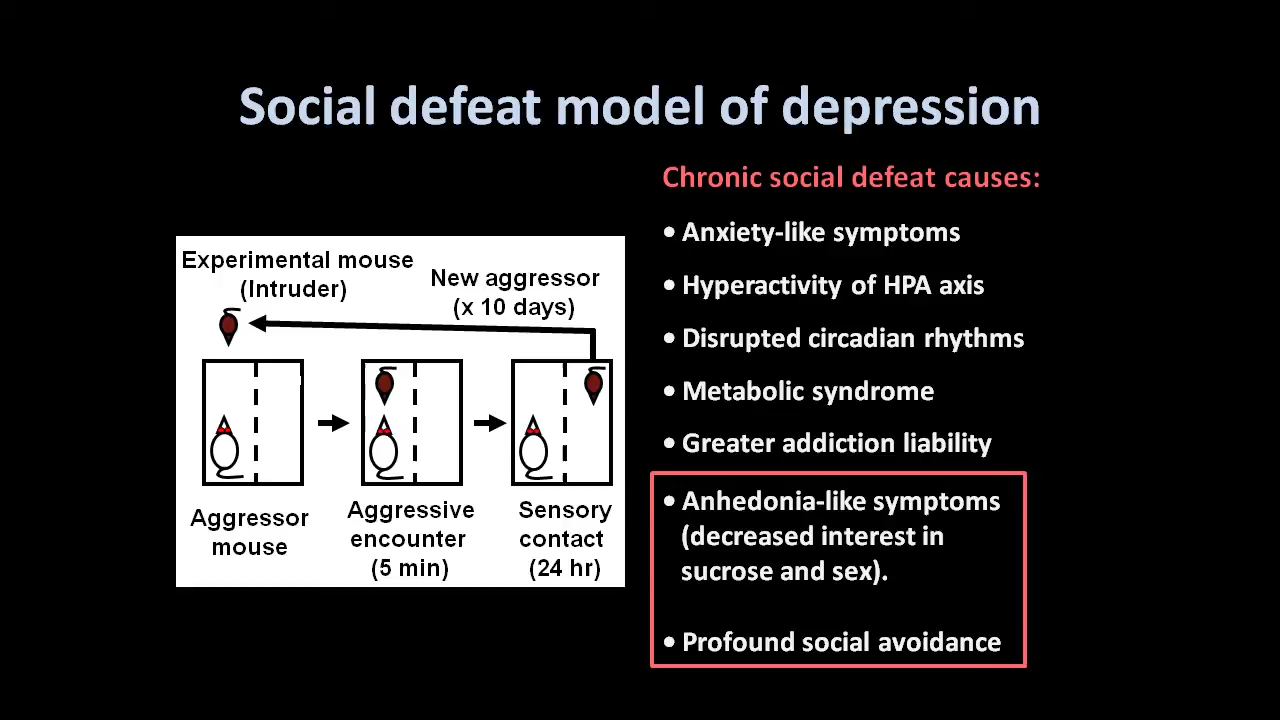 Social defeat model of depression
Experimental mouse
(Intruder)
New aggressor
(x 10 days)
Aggressor
mouse
Aggressive
encounter
(5 min)
Sensory
contact
(24 hr)
Chronic social defeat causes:
• Anxiety-like symptoms
• Hyperactivity of HPA axis
• Disrupted circadian rhythms
• Metabolic syndrome
• Greater addiction liability
• Anhedonia-like symptoms
(decreased interest in
sucrose and sex).
• Profound social avoidance